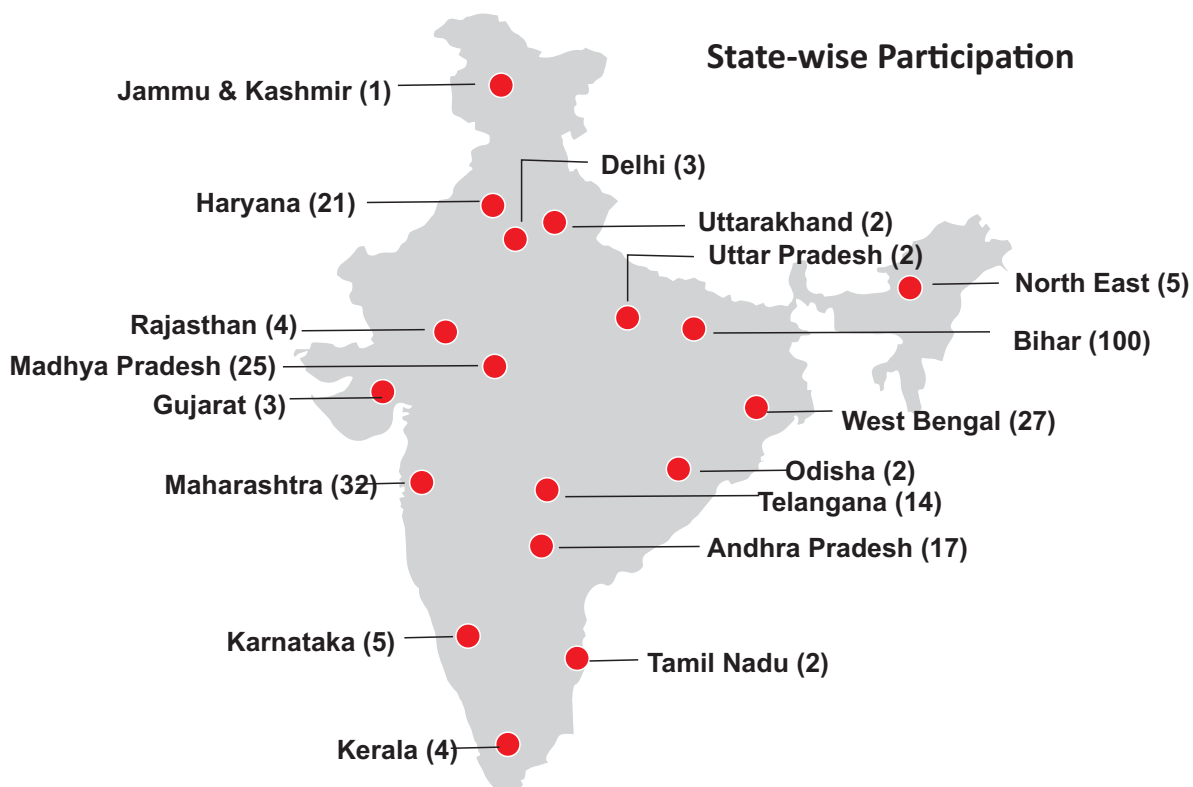 State-wise Participation
Jammu & Kashmir (1)
Delhi (3)
Haryana (21)
Uttarakhand (2)
Uttar Pradesh (2)
North East (5)
Rajasthan (4)
Bihar (100)
Madhya Pradesh (25)
Gujarat (3)
West Bengal (27)
Odisha (2)
Maharashtra (32)
Telangana (14)
Andhra Pradesh (17)
Karnataka (5)
Tamil Nadu (2)
Kerala (4)